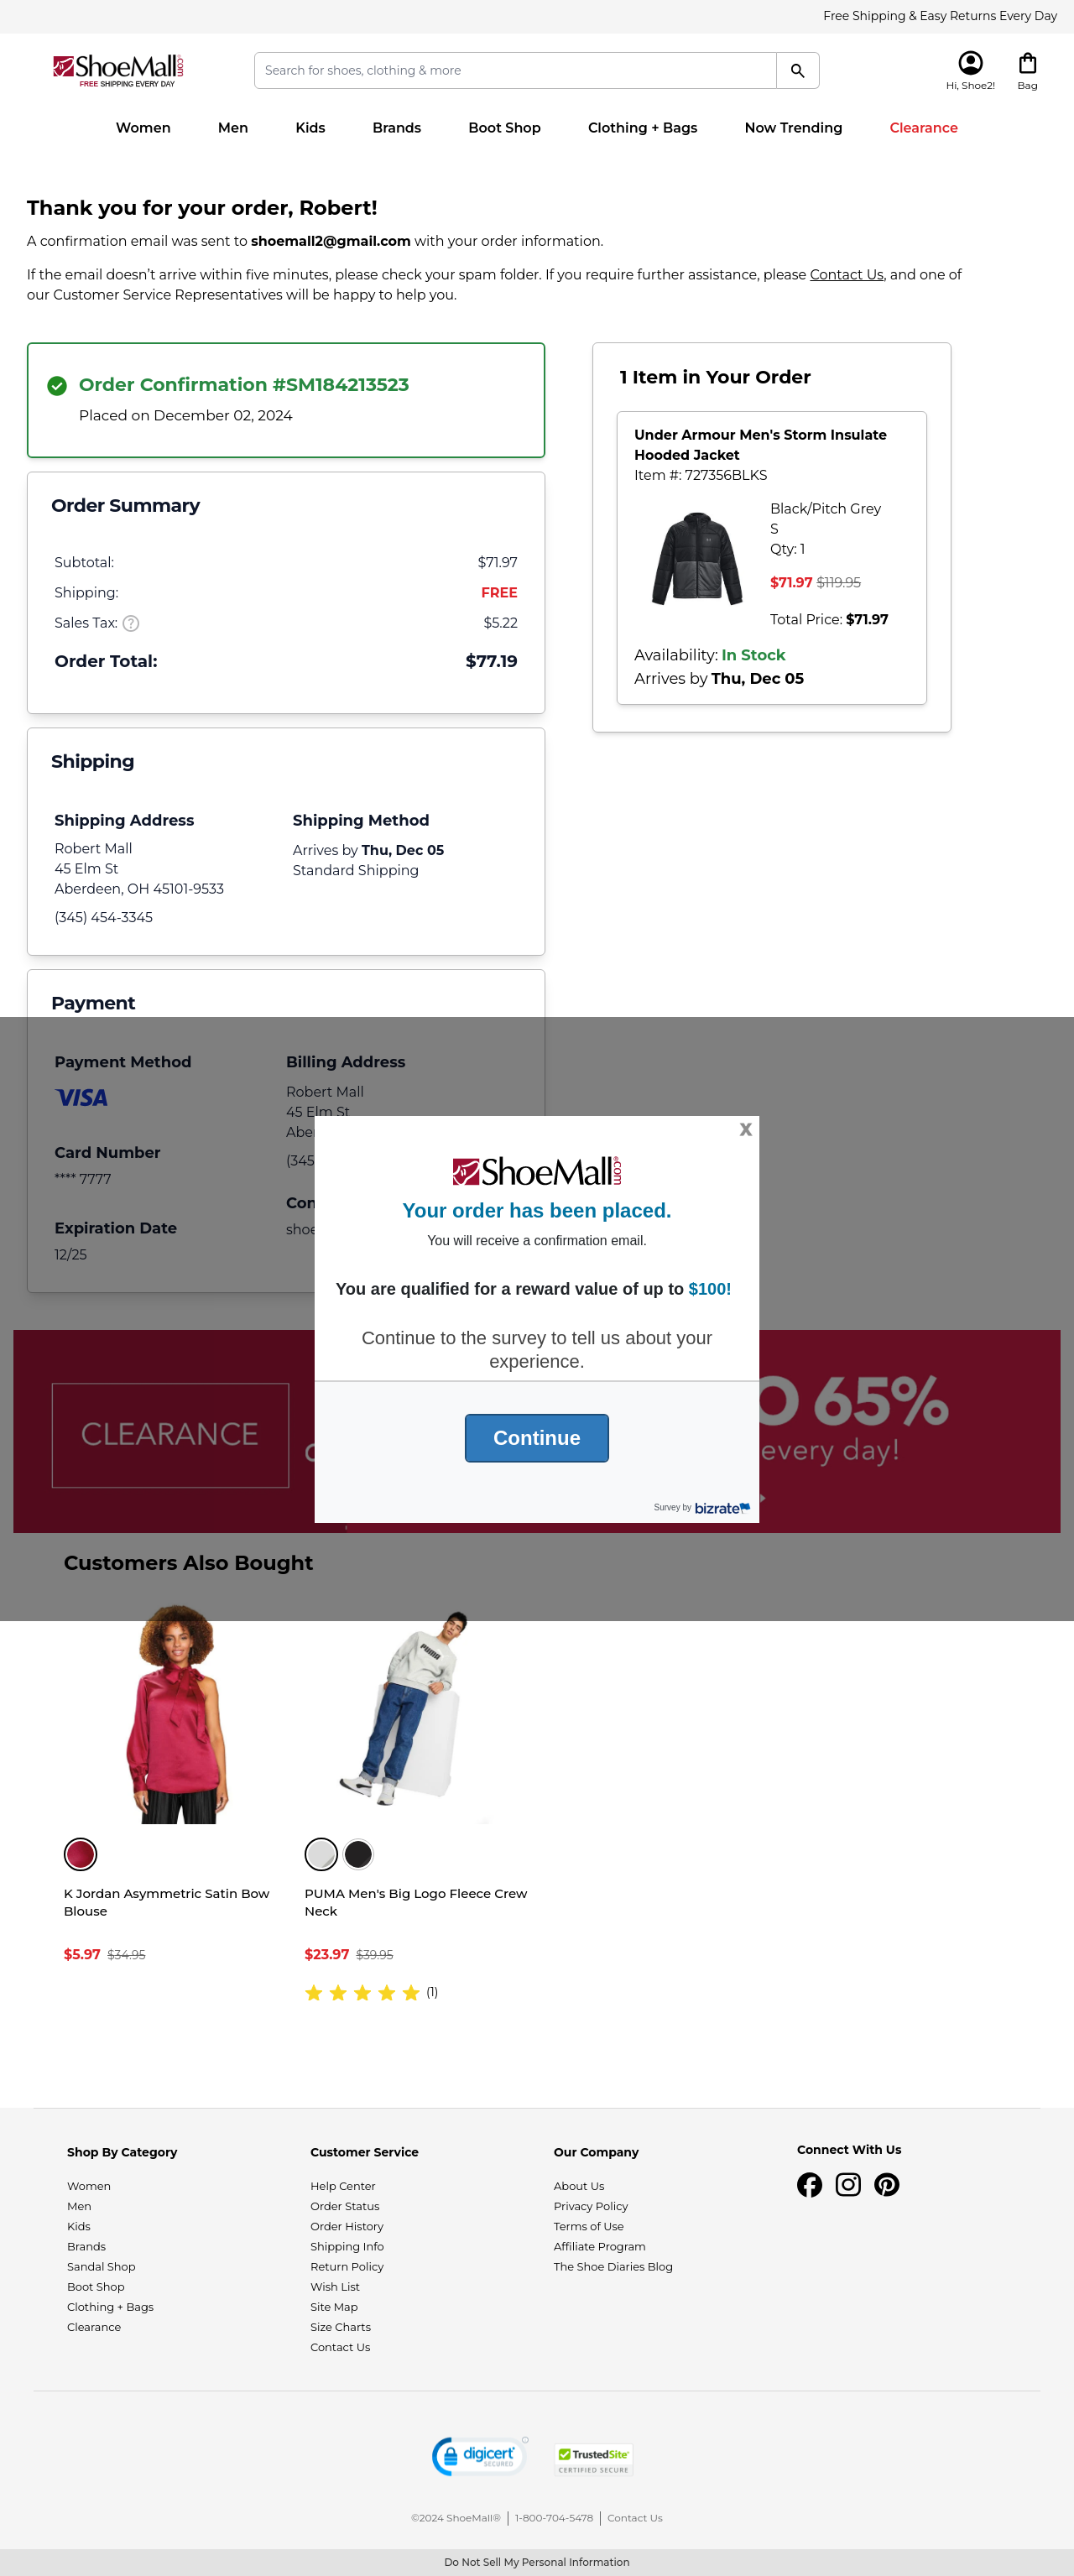 Free Shipping & Easy Returns Every Day
ShoeMall.com
FREE SHIPPING EVERY DAY
Search for shoes, clothing & more
Hi, Shoe2!
Bag
Women Men Kids Brands Boot Shop Clothing + Bags Now Trending Clearance
Thank you for your order, Robert!
A confirmation email was sent to shoemall2@gmail.com with your order information.
If the email doesn’t arrive within five minutes, please check your spam folder. If you require further assistance, please Contact Us, and one of
our Customer Service Representatives will be happy to help you.
Order Confirmation #SM184213523
Placed on December 02, 2024
Order Summary
Subtotal: $71.97
Shipping: FREE
Sales Tax: ? $5.22
Order Total: $77.19
1 Item in Your Order
Under Armour Men's Storm Insulate
Hooded Jacket
Item #: 727356BLKS
Black/Pitch Grey
S
Qty: 1
$71.97 $119.95
Total Price: $71.97
Availability: In Stock
Arrives by Thu, Dec 05
Shipping
Shipping Address
Robert Mall
45 Elm St
Aberdeen, OH 45101-9533
(345) 454-3345
Shipping Method
Arrives by Thu, Dec 05
Standard Shipping
Payment
Payment Method
VISA
Card Number
**** 7777
Expiration Date
12/25
Billing Address
Robert Mall
45 Elm St
Aber
(345
Con
shoe
X
ShoeMall.com
Your order has been placed.
You will receive a confirmation email.
You are qualified for a reward value of up to $100!
Continue to the survey to tell us about your
experience.
Continue
Survey by bizrate
CLEARANCE
O 65%
every day!
Customers Also Bought
PUMA
K Jordan Asymmetric Satin Bow
Blouse
$5.97 $34.95
PUMA Men's Big Logo Fleece Crew
Neck
$23.97 $39.95
(1)
Shop By Category
Women
Men
Kids
Brands
Sandal Shop
Boot Shop
Clothing + Bags
Clearance
Customer Service
Help Center
Order Status
Order History
Shipping Info
Return Policy
Wish List
Site Map
Size Charts
Contact Us
Our Company
About Us
Privacy Policy
Terms of Use
Affiliate Program
The Shoe Diaries Blog
Connect With Us
digicert
SECURED
TrustedSite
CERTIFIED SECURE
©2024 ShoeMall® | 1-800-704-5478 | Contact Us
Do Not Sell My Personal Information